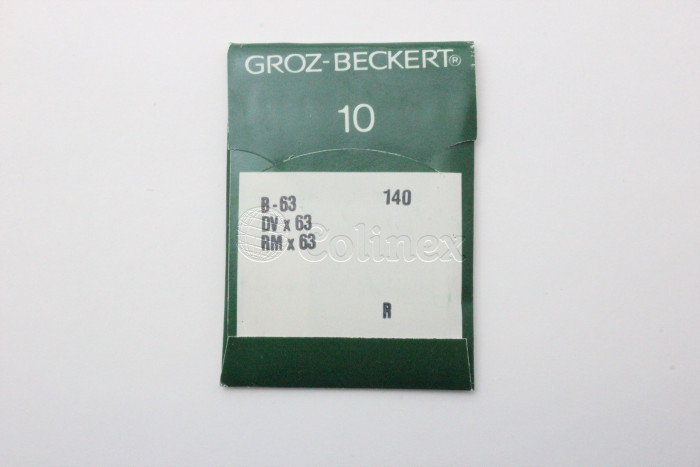 GROZ-BECKERT®
10
B-63 140
DV x 63
RM x 63
Colinex
R